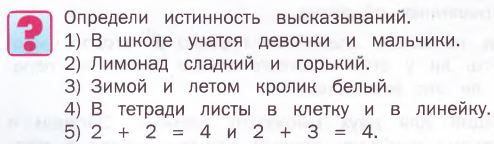 Определи истинность высказываний.
1) В школе учатся девочки и мальчики.
2) Лимонад сладкий и горький.
3) Зимой и летом кролик белый.
4) В тетради листы в клетку и в линейку.
5) 2 + 2 = 4 и 2 + 3 = 4.